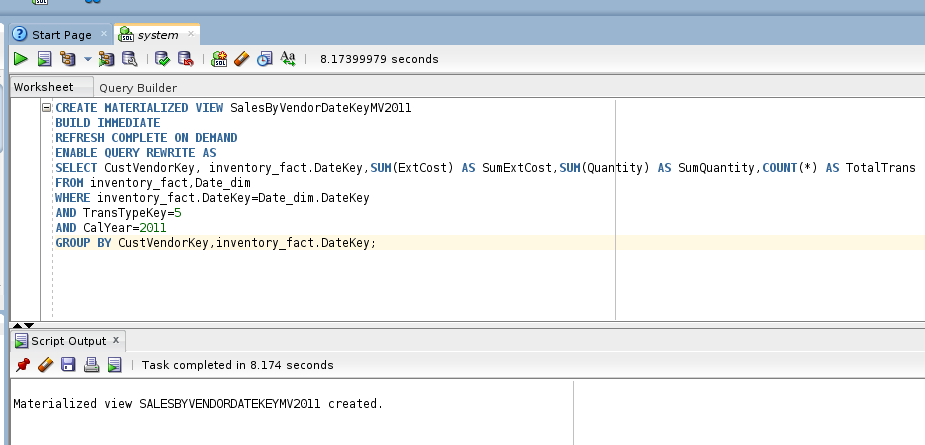 Start Page
system
8.17399979 seconds
Worksheet
Query Builder
CREATE MATERIALIZED VIEW SalesByVendorDateKeyMV2011
BUILD IMMEDIATE
REFRESH COMPLETE ON DEMAND
ENABLE QUERY REWRITE AS
SELECT CustVendorKey, inventory_fact.DateKey,SUM(ExtCost) AS SumExtCost,SUM(Quantity) AS SumQuantity,COUNT(*) AS TotalTrans
FROM inventory_fact,Date_dim
WHERE inventory_fact.DateKey=Date_dim.DateKey
AND TransTypeKey=5
AND CalYear=2011
GROUP BY CustVendorKey,inventory_fact.DateKey;
Script Output
Task completed in 8.174 seconds
Materialized view SALESBYVENDORDATEKEYMV2011 created.